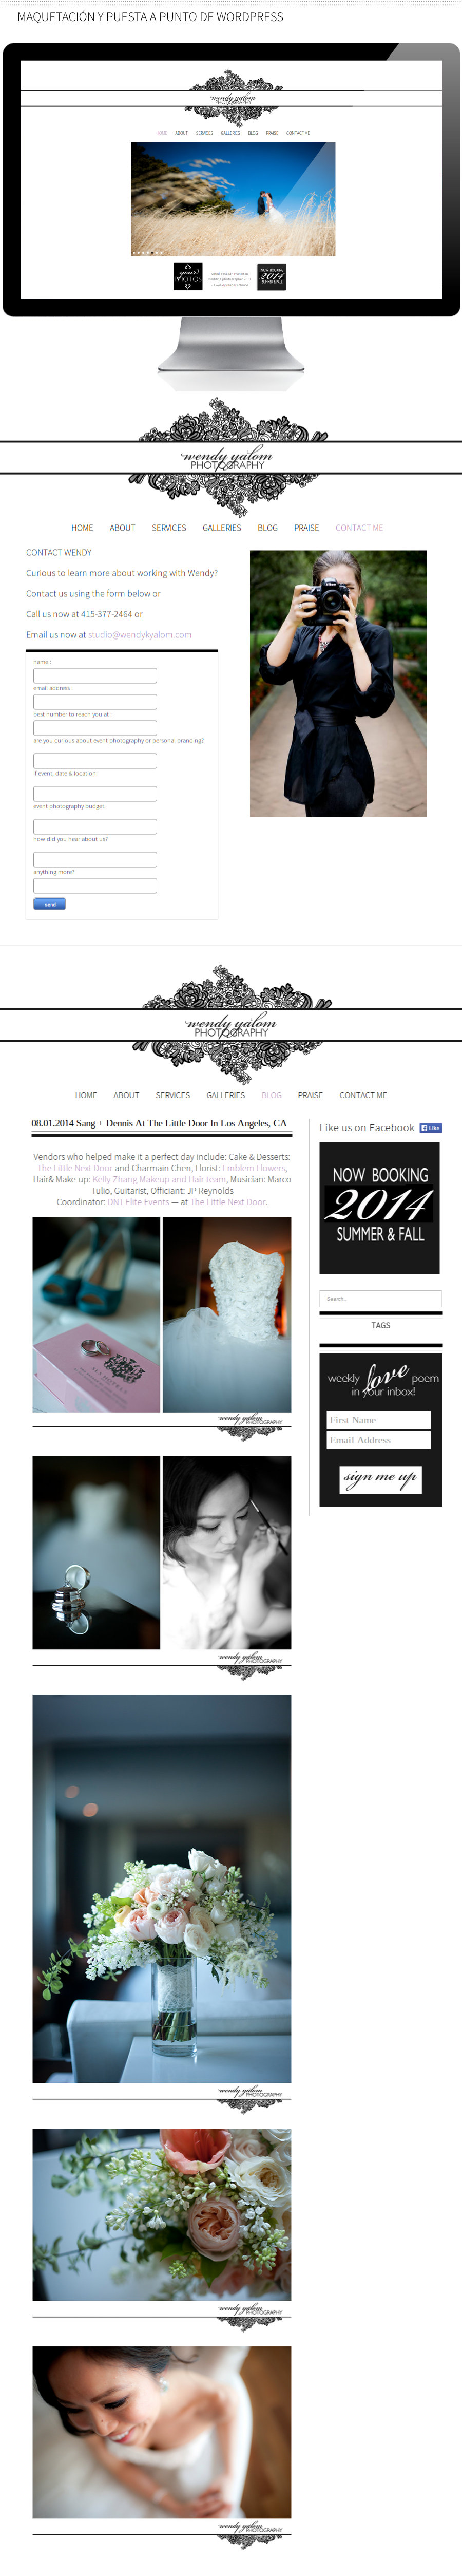 MAQUETACIÓN Y PUESTA A PUNTO DE WORDPRESS
wendy yalom
PHOTOGRAPHY
HOME ABOUT SERVICES GALLERIES BLOG PRAISE CONTACT ME
your
PHOTOS
NOW BOOKING
2011
SUMMER & FALL
wendy yalom
PHOTOGRAPHY
HOME ABOUT SERVICES GALLERIES BLOG PRAISE CONTACT ME
CONTACT WENDY
Curious to learn more about working with Wendy?
Contact us using the form below or
Call us now at 415-377-2464 or
Email us now at studio@wendykyalom.com
name :
email address :
best number to reach you at :
are you curious about event photography or personal branding?
if event, date & location:
event photography budget:
how did you hear about us?
anything more?
send
wendy yalom
PHOTOGRAPHY
HOME ABOUT SERVICES GALLERIES BLOG PRAISE CONTACT ME
08.01.2014 Sang + Dennis At The Little Door In Los Angeles, CA
Vendors who helped make it a perfect day include: Cake & Desserts:
The Little Next Door and Charmain Chen, Florist: Emblem Flowers,
Hair& Make-up: Kelly Zhang Makeup and Hair team, Musician: Marco
Tulio, Guitarist, Officiant: JP Reynolds
Coordinator: DNT Elite Events — at The Little Next Door.
Like us on Facebook Like
NOW BOOKING
2014
SUMMER & FALL
Search..
TAGS
weekly love poem
in your inbox!
First Name
Email Address
sign me up
wendy yalom
PHOTOGRAPHY
wendy yalom
PHOTOGRAPHY
wendy yalom
PHOTOGRAPHY
wendy yalom
PHOTOGRAPHY
wendy yalom
PHOTOGRAPHY